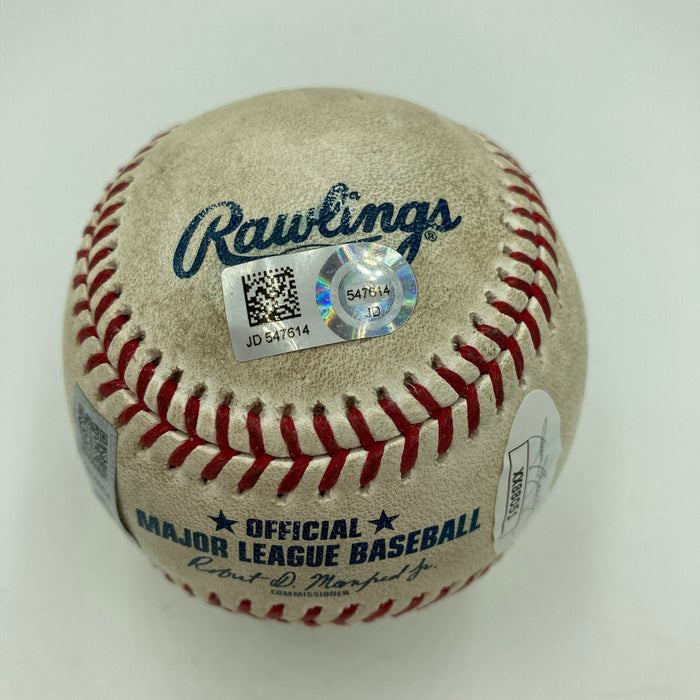 Rawlings®
547614
JD
JD 547614
★ OFFICIAL ★
MAJOR LEAGUE BASEBALL
Robert D. Manfred Jr.
COMMISSIONER